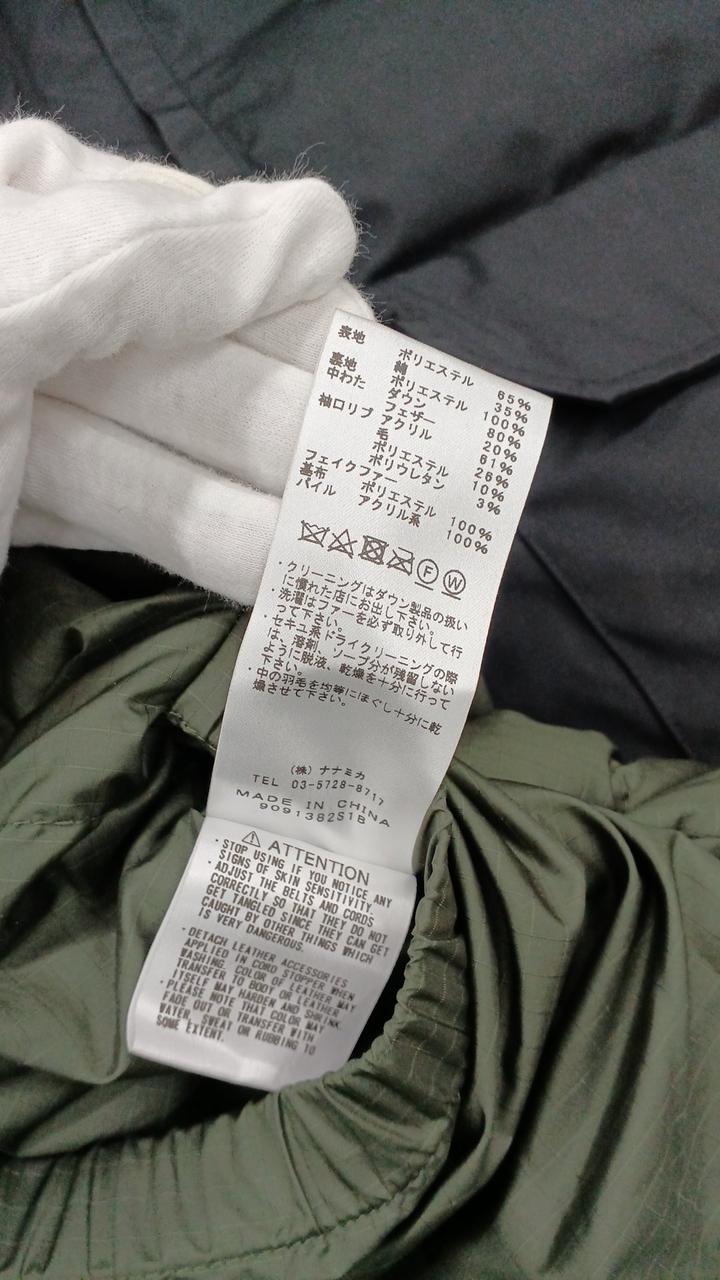 表地 ポリエステル 65%
綿 35%
裏地 ポリエステル 100%
中わた ダウン 80%
フェザー 20%
袖口リブ アクリル 61%
毛 26%
ポリエステル 10%
ポリウレタン 3%
フェイクファー
基布 ポリエステル 100%
パイル アクリル系 100%
F W
・クリーニングはダウン製品の扱い
に慣れた店にお出し下さい。
・洗濯はファーを必ず取り外して行
って下さい。
・セキユ系ドライクリーニングの際
は、溶剤、ソープ分が残留しない
ように脱液、乾燥を十分に行って
下さい。
・中の羽毛を均等にほぐし十分に乾
燥させて下さい。
(株) ナナミカ
TEL 03-5728-8717
MADE IN CHINA
9091382S1B
ATTENTION
・STOP USING IF YOU NOTICE ANY
SIGNS OF SKIN SENSITIVITY.
・ADJUST THE BELTS AND CORDS
CORRECTLY SO THAT THEY DO NOT
GET TANGLED SINCE THEY CAN GET
CAUGHT BY OTHER THINGS WHICH
IS VERY DANGEROUS.
・DETACH LEATHER ACCESSORIES
APPLIED IN CORD STOPPER WHEN
WASHING. COLOR OF LEATHER MAY
TRANSFER TO BODY OR LEATHER
ITSELF MAY HARDEN AND SHRINK.
・PLEASE NOTE THAT COLOR MAY
FADE OUT OR TRANSFER WITH
WATER, SWEAT OR RUBBING TO
SOME EXTENT.